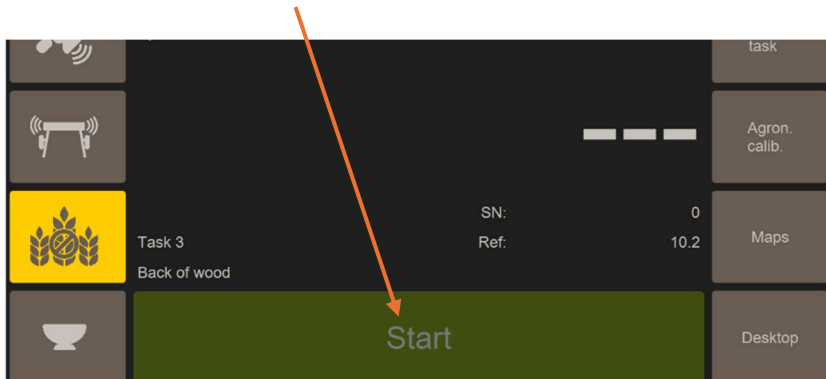 task
Agron.
calib.
SN: 0
Task 3 Ref: 10.2 Maps
Back of wood
Start Desktop